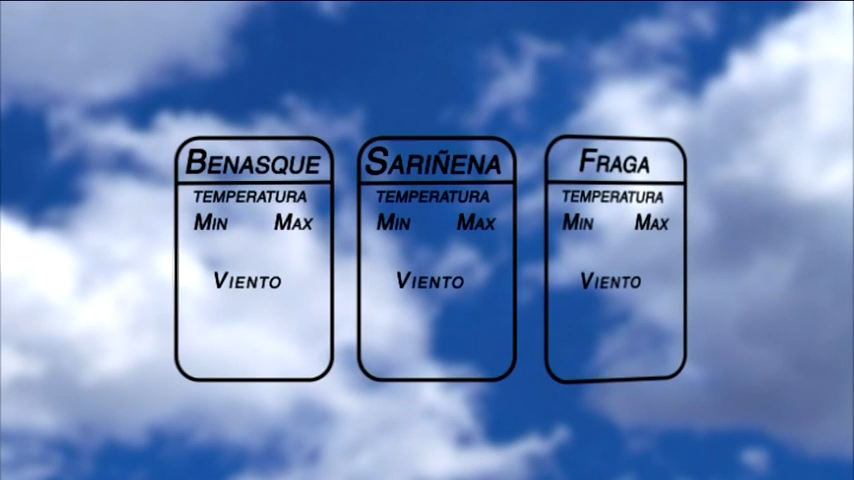 BENASQUE
TEMPERATURA
MIN MAX
VIENTO
SARIÑENA
TEMPERATURA
MIN MAX
VIENTO
FRAGA
TEMPERATURA
MIN MAX
VIENTO